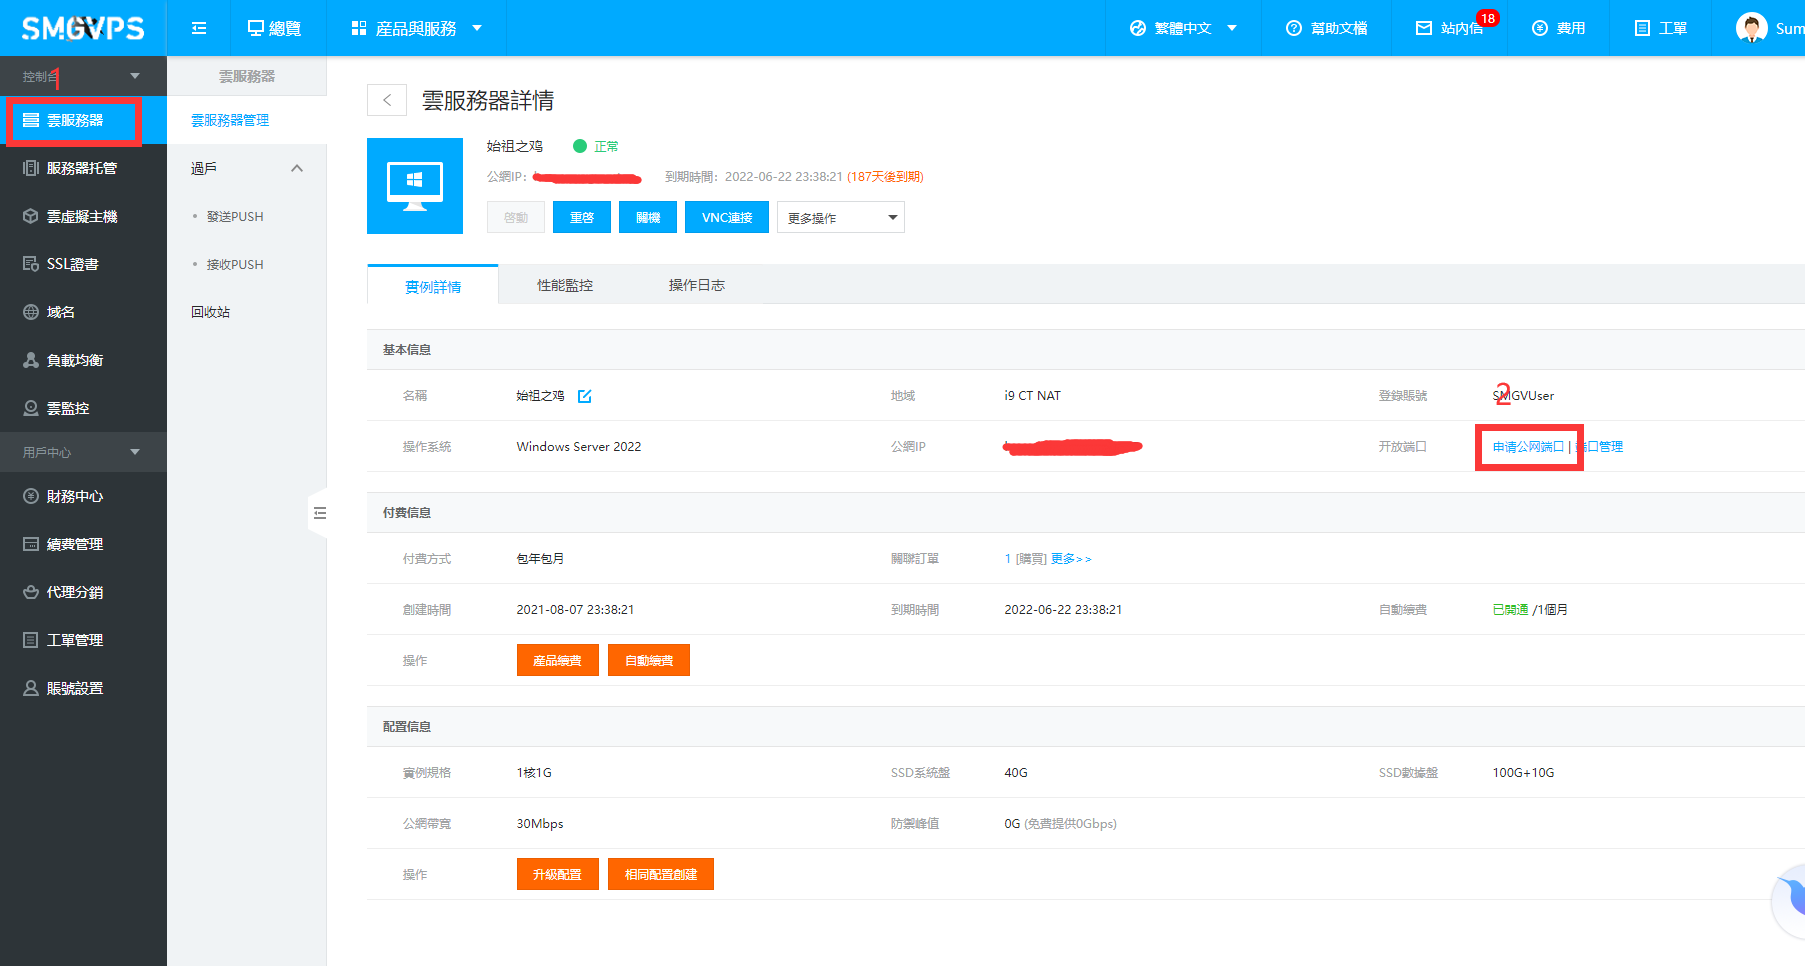 SMGVPS
總覽
産品與服務
繁體中文
幫助文檔
站内信
18
費用
工單
Sum
控制台
1
雲服務器
服務器托管
雲虛擬主機
SSL證書
域名
負載均衡
雲監控
用戶中心
財務中心
續費管理
代理分銷
工單管理
賬號設置
雲服務器
雲服務器管理
過戶
發送PUSH
接收PUSH
回收站
雲服務器詳情
始祖之鸡 正常
公網IP: 到期時間: 2022-06-22 23:38:21 (187天後到期)
啓動 重啓 關機 VNC連接 更多操作
實例詳情 性能監控 操作日志
基本信息
名稱 始祖之鸡 地域 i9 CT NAT 登錄賬號 SMGVUser
2
操作系統 Windows Server 2022 公網IP 开放端口 申请公网端口 | 端口管理
付費信息
付費方式 包年包月 關聯訂單 1 [購買] 更多>>
創建時間 2021-08-07 23:38:21 到期時間 2022-06-22 23:38:21 自動續費 已開通 /1個月
操作 産品續費 自動續費
配置信息
實例規格 1核1G SSD系統盤 40G SSD數據盤 100G+10G
公網帶寬 30Mbps 防禦峰值 0G (免費提供0Gbps)
操作 升級配置 相同配置創建